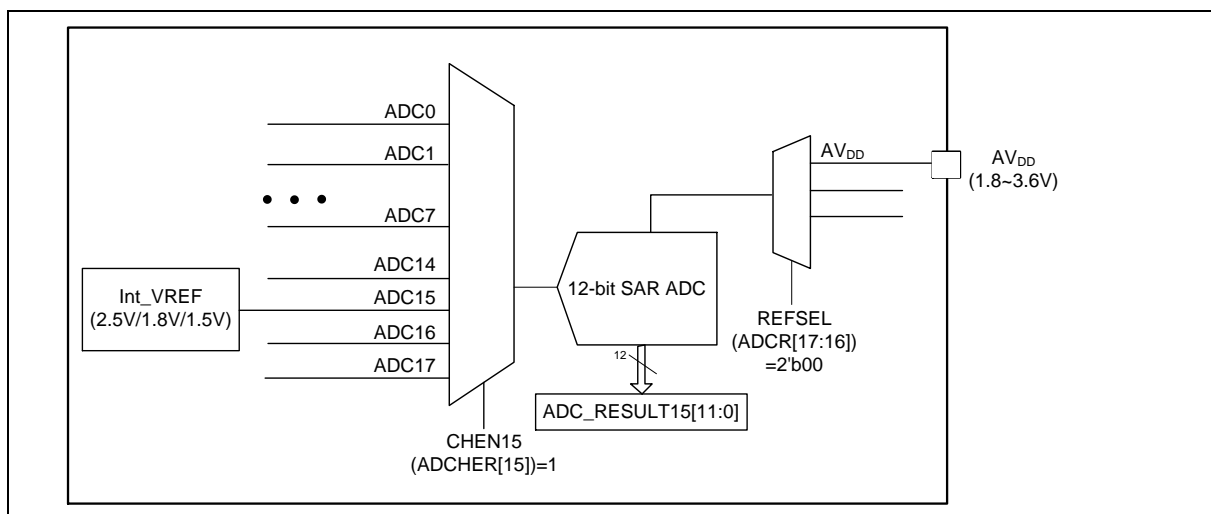 ADC0
ADC1
ADC7
ADC14
ADC15
ADC16
ADC17
Int_VREF
(2.5V/1.8V/1.5V)
CHEN15
(ADCHER[15])=1
12-bit SAR ADC
12
ADC_RESULT15[11:0]
AVDD
REFSEL
(ADCR[17:16])
=2'b00
AVDD
(1.8~3.6V)